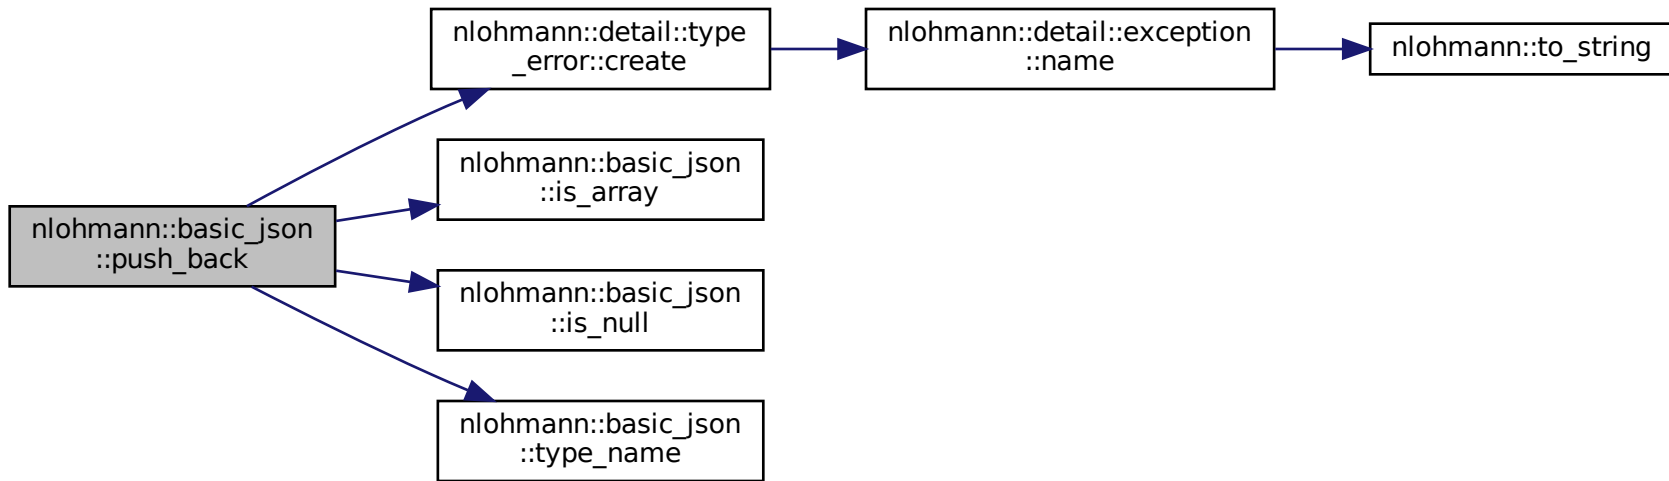 nlohmann::detail::type
_error::create
nlohmann::detail::exception
::name
nlohmann::to_string
nlohmann::basic_json
::is_array
nlohmann::basic_json
::push_back
nlohmann::basic_json
::is_null
nlohmann::basic_json
::type_name